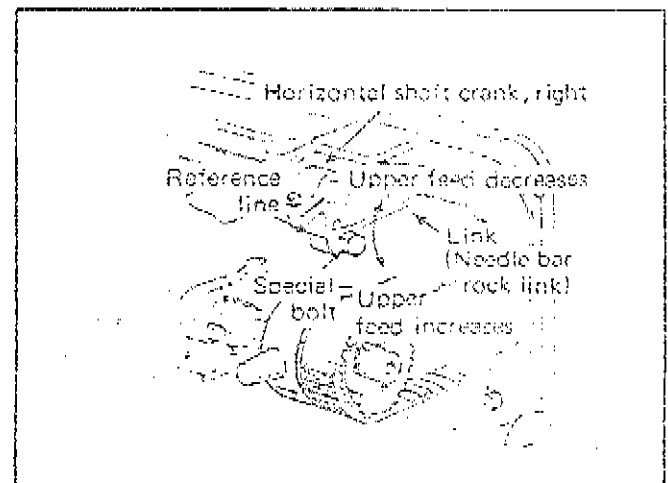 Horizontal shaft crank, right
Reference
line
Upper feed decreases
Link
(Needle bar
rock link)
Special
bolt
Upper
feed increases